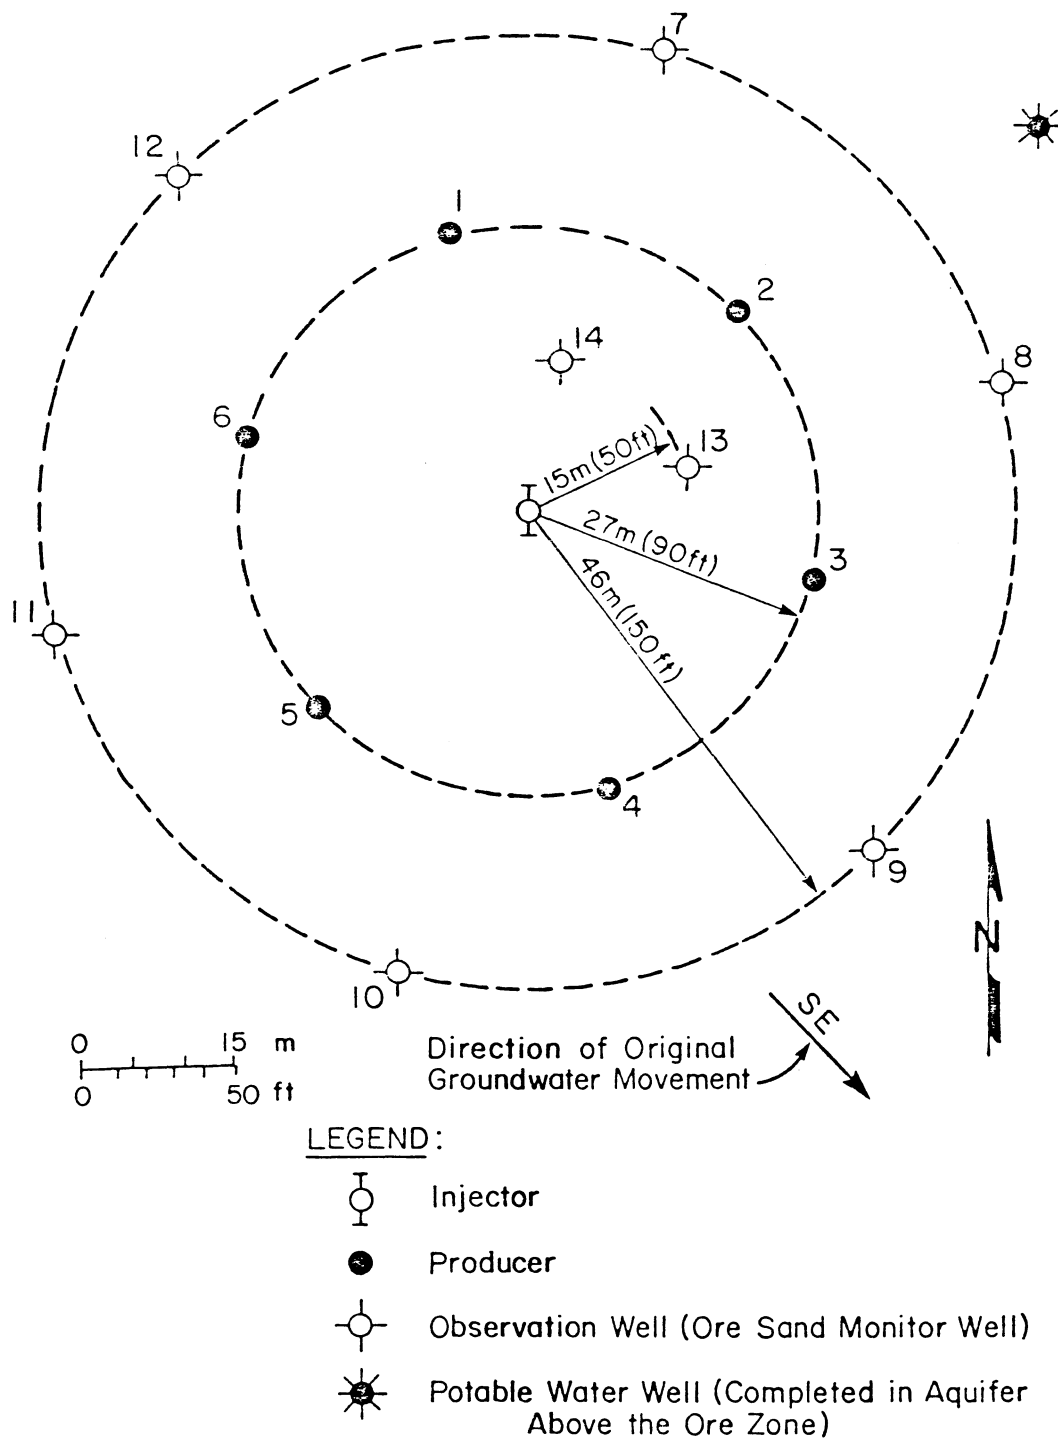 7
12
1
2
14
8
6
13
15m (50ft)
27m (90ft)
3
46m (150ft)
11
5
4
9
N
10
SE
0 15 m
0 50 ft
Direction of Original
Groundwater Movement
LEGEND:
Injector
Producer
Observation Well (Ore Sand Monitor Well)
Potable Water Well (Completed in Aquifer
Above the Ore Zone)